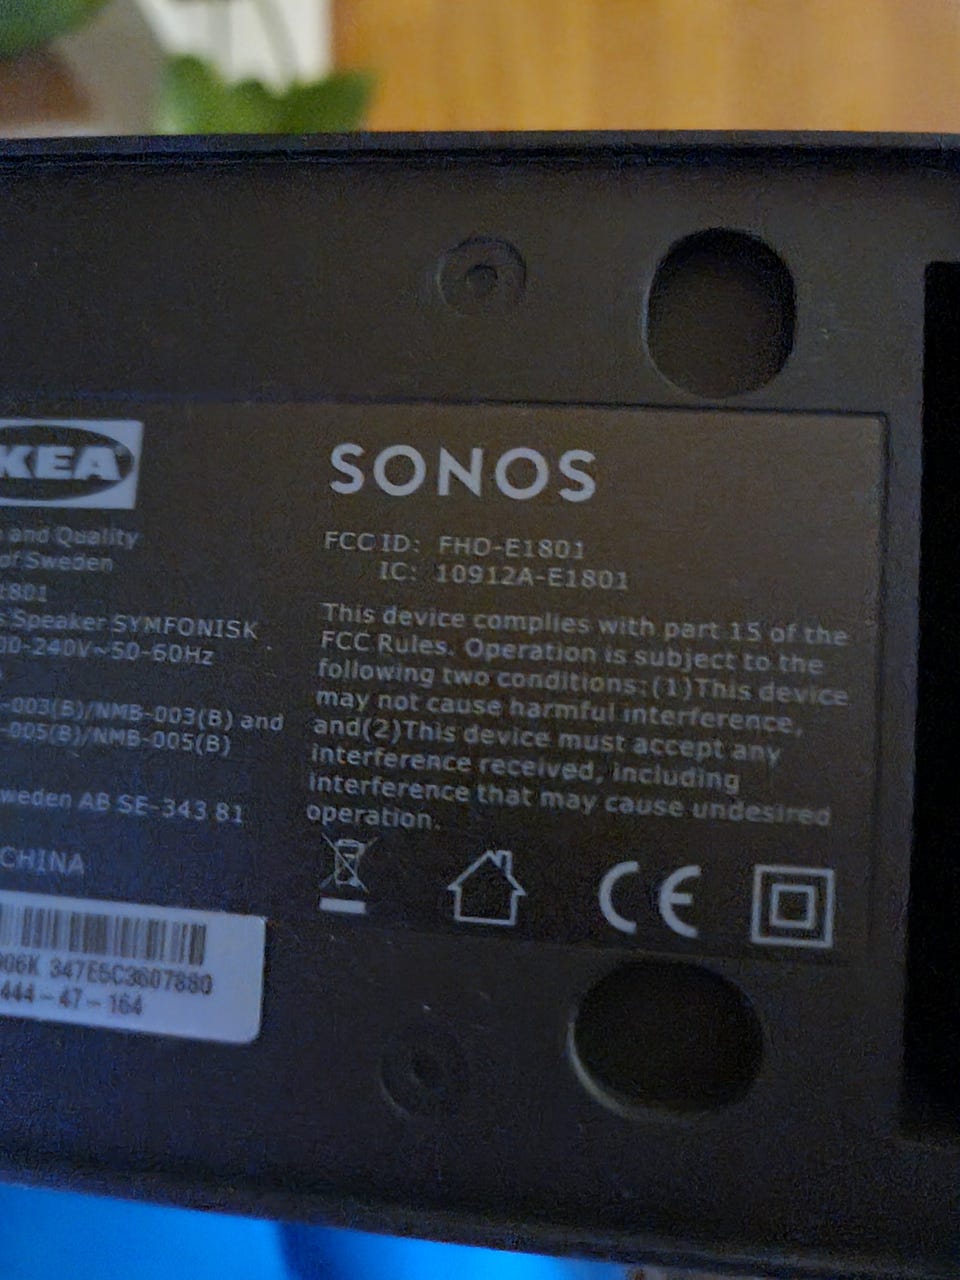 KEA
and Quality
of Sweden
1801
Speaker SYMFONISK
00-240V~50-60Hz
-003(B)/NMB-003(B) and
-005(B)/NMB-005(B)
weden AB SE-343 81
CHINA
906K 347E5C3607880
444-47-164
SONOS
FCC ID: FHO-E1801
IC: 10912A-E1801
This device complies with part 15 of the
FCC Rules. Operation is subject to the
following two conditions:(1)This device
may not cause harmful interference,
and(2)This device must accept any
interference received, including
interference that may cause undesired
operation.
CE